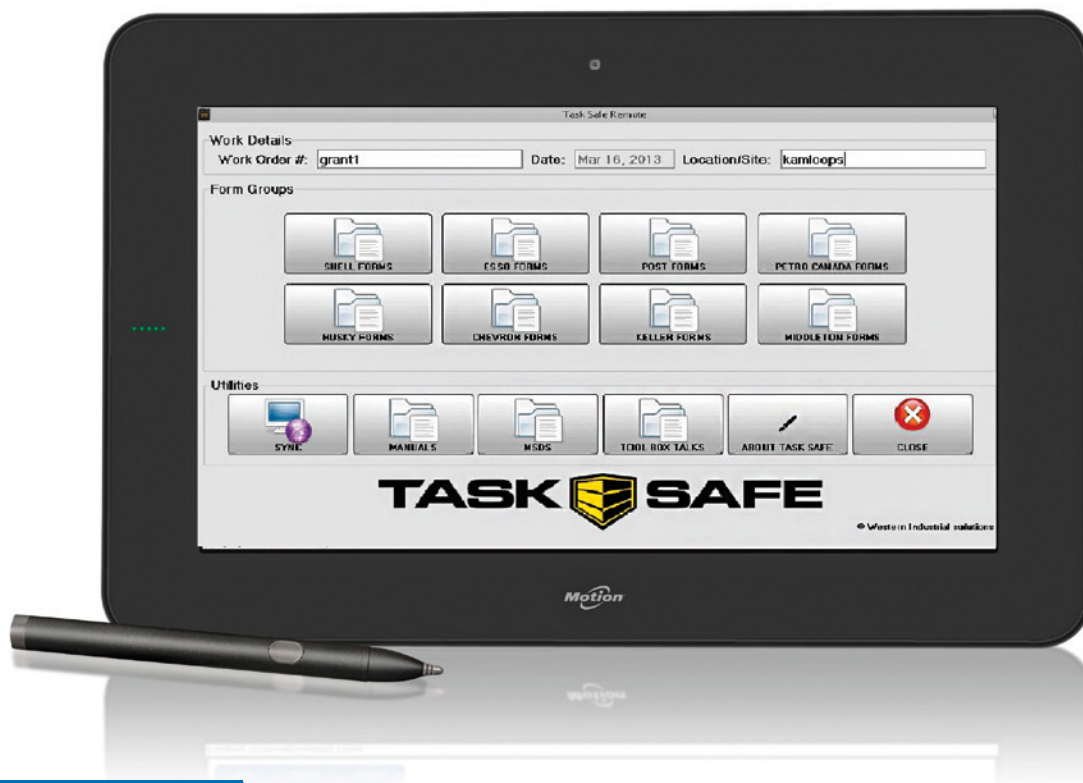 Task Safe Remote
Work Details
Work Order #: grant1 Date: Mar 16, 2013 Location/Site: kamloops
Form Groups
SHELL FORMS ESSO FORMS POST FORMS PETRO CANADA FORMS
HUSKY FORMS CHEVRON FORMS KELLER FORMS MIDDLETON FORMS
Utilities
SYNC MANUALS MSDS TOOL BOX TALKS ABOUT TASK SAFE CLOSE
TASK SAFE
© Western Industrial solutions
Motion
Motion